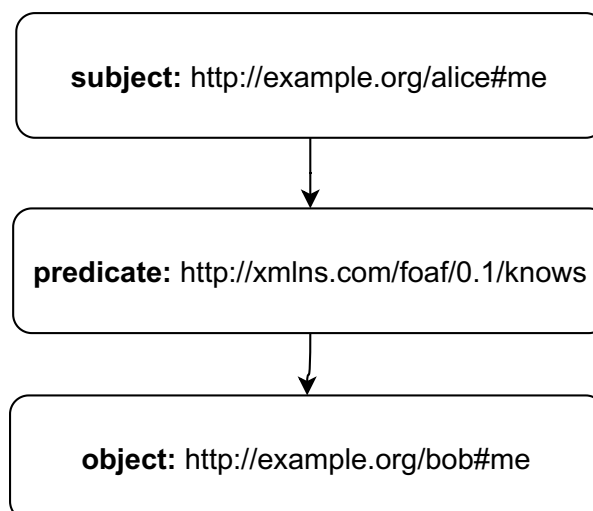 subject: http://example.org/alice#me
predicate: http://xmlns.com/foaf/0.1/knows
object: http://example.org/bob#me